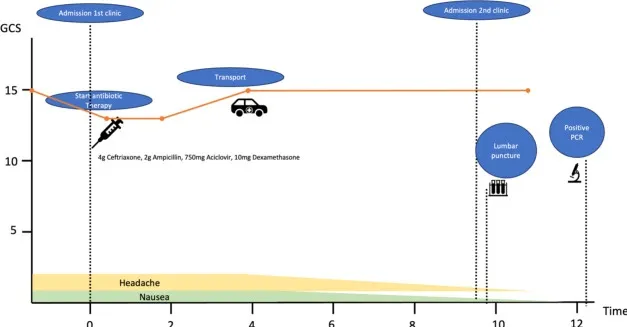 Admission 1st clinic
Admission 2nd clinic
GCS
Transport
15
Start antibiotic
Therapy
Positive
PCR
Lumbar
puncture
4g Ceftriaxone, 2g Ampicillin, 750mg Aciclovir, 10mg Dexamethasone
10
5
Headache
Nausea
0
2
4
6
8
10
12
Time